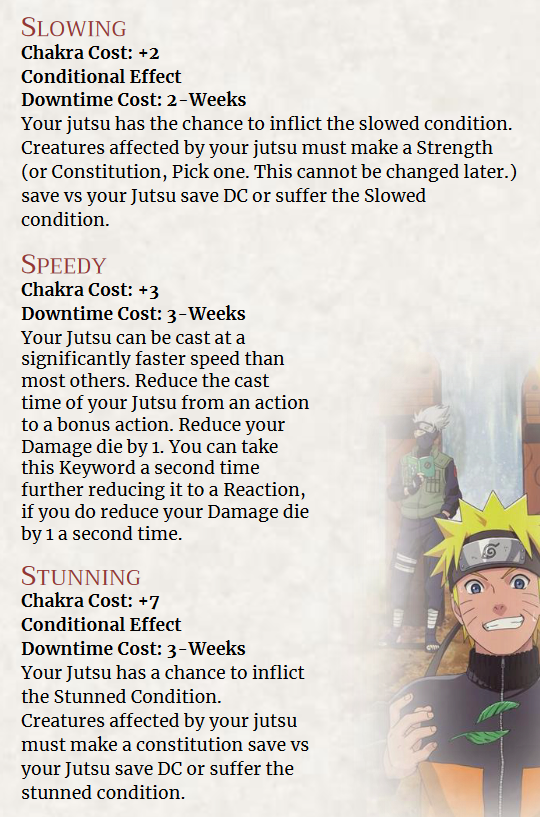 Slowing
Chakra Cost: +2
Conditional Effect
Downtime Cost: 2-Weeks
Your jutsu has the chance to inflict the slowed condition.
Creatures affected by your jutsu must make a Strength
(or Constitution, Pick one. This cannot be changed later.)
save vs your Jutsu save DC or suffer the Slowed
condition.
Speedy
Chakra Cost: +3
Downtime Cost: 3-Weeks
Your Jutsu can be cast at a
significantly faster speed than
most others. Reduce the cast
time of your Jutsu from an action
to a bonus action. Reduce your
Damage die by 1. You can take
this Keyword a second time
further reducing it to a Reaction,
if you do reduce your Damage die
by 1 a second time.
Stunning
Chakra Cost: +7
Conditional Effect
Downtime Cost: 3-Weeks
Your Jutsu has a chance to inflict
the Stunned Condition.
Creatures affected by your jutsu
must make a constitution save vs
your Jutsu save DC or suffer the
stunned condition.